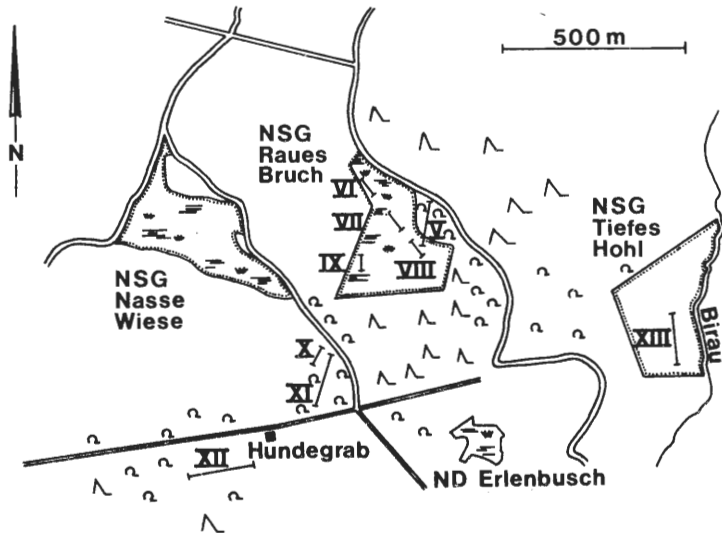 500 m
N
NSG
Raues
Bruch
VI
VII
V
IX
VIII
NSG
Tiefes
Hohl
NSG
Nasse
Wiese
Birau
XIII
X
XI
Hundegrab
XII
ND Erlenbusch